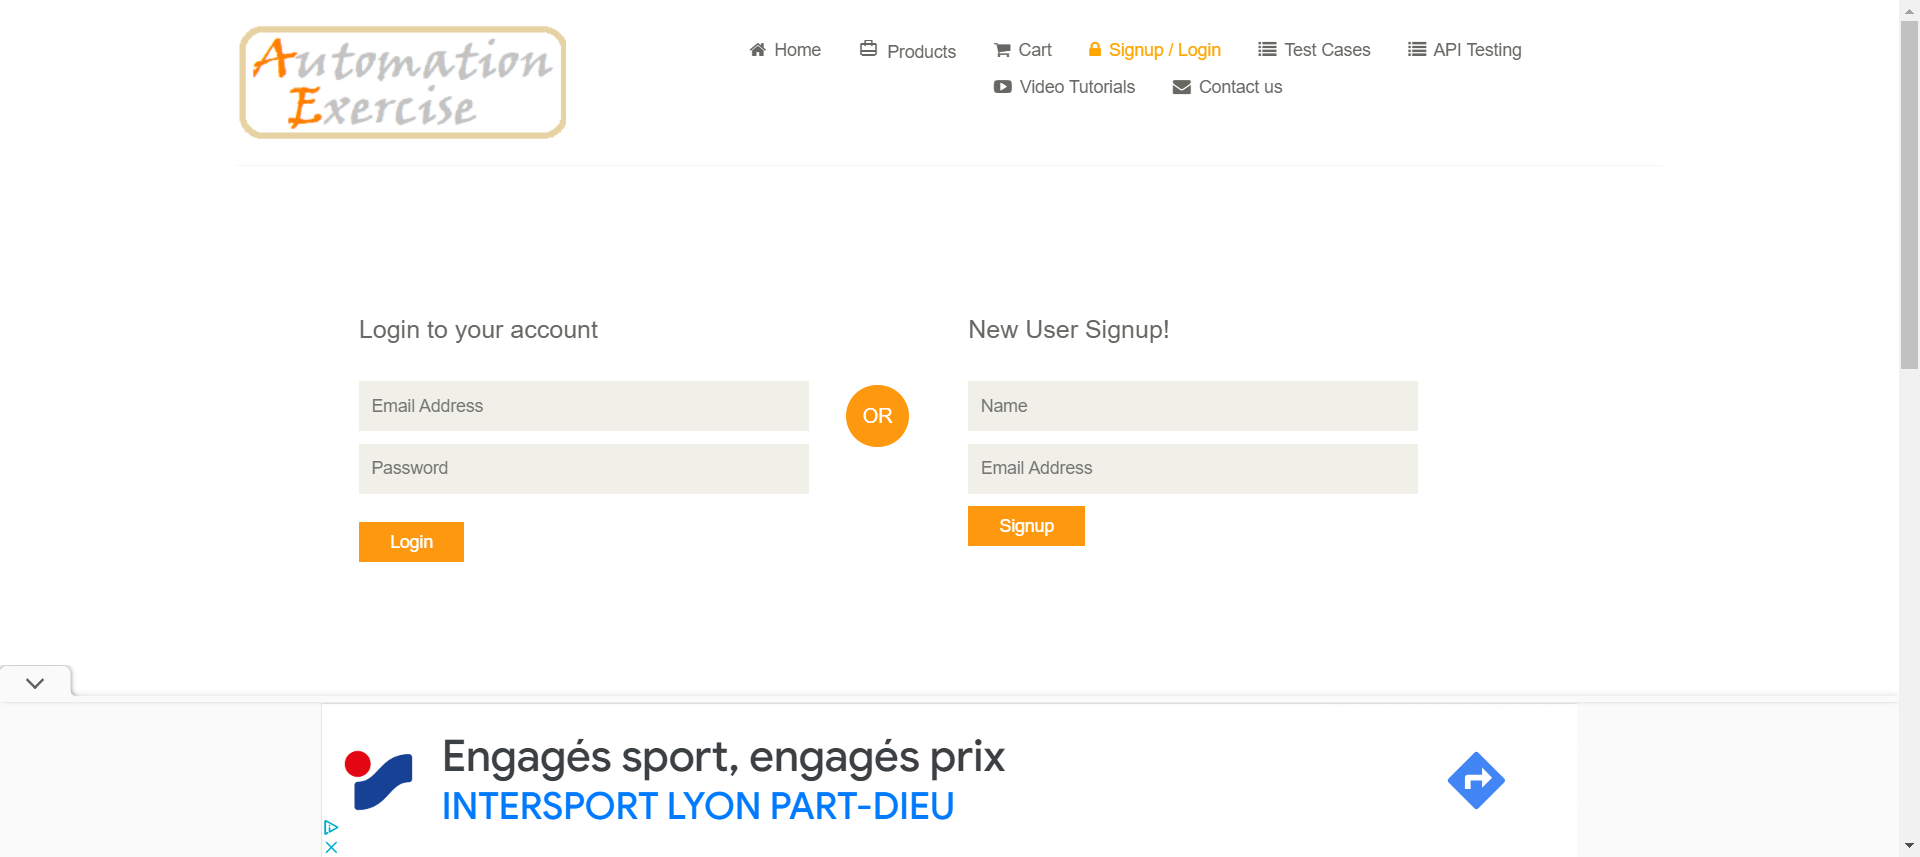 Automation
Exercise
Home
Products
Cart
Signup / Login
Test Cases
API Testing
Video Tutorials
Contact us
Login to your account
Email Address
Password
Login
OR
New User Signup!
Name
Email Address
Signup
Engagés sport, engagés prix
INTERSPORT LYON PART-DIEU